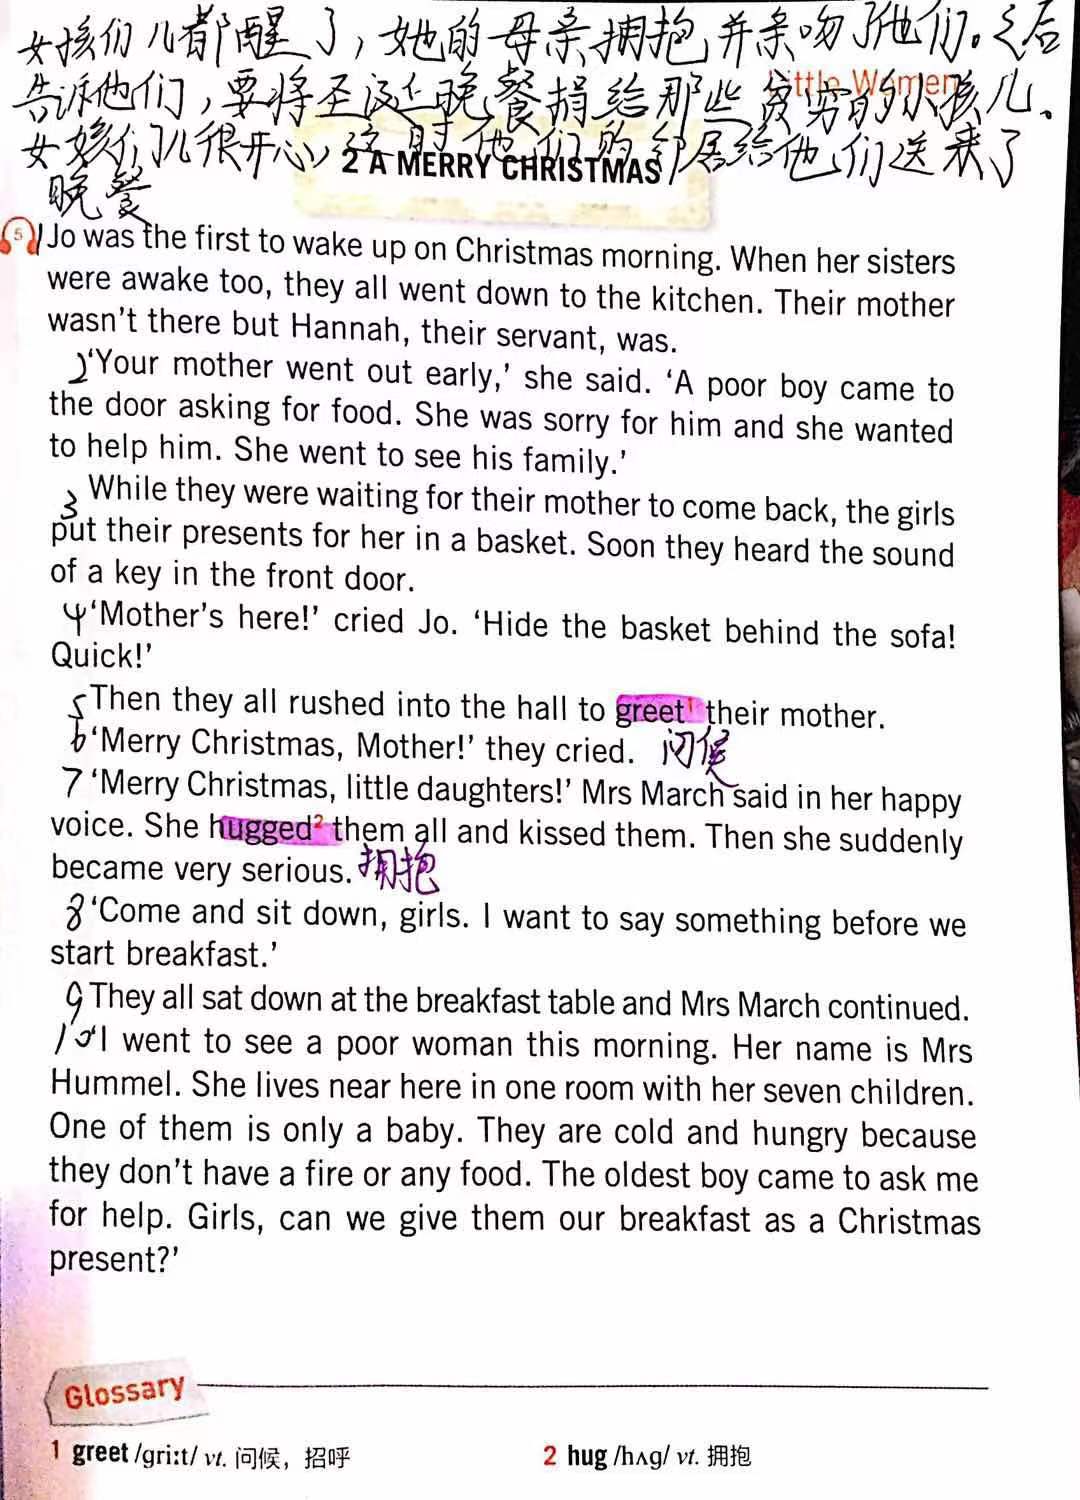 女孩们儿都醒了，她的母亲拥抱并亲吻了他们。之后
告诉他们，要将圣诞晚餐捐给那些贫穷的小孩儿.
Little Women
女孩们儿很开心，这时他们的邻居给他们送来了
晚餐
2 A MERRY CHRISTMAS
5 1 Jo was the first to wake up on Christmas morning. When her sisters
were awake too, they all went down to the kitchen. Their mother
wasn't there but Hannah, their servant, was.
2 'Your mother went out early,' she said. 'A poor boy came to
the door asking for food. She was sorry for him and she wanted
to help him. She went to see his family.'
3 While they were waiting for their mother to come back, the girls
put their presents for her in a basket. Soon they heard the sound
of a key in the front door.
4 'Mother's here!' cried Jo. 'Hide the basket behind the sofa!
Quick!'
5 Then they all rushed into the hall to greet1 their mother.
6 'Merry Christmas, Mother!' they cried. 问候
7 'Merry Christmas, little daughters!' Mrs March said in her happy
voice. She hugged2 them all and kissed them. Then she suddenly
became very serious. 拥抱
8 'Come and sit down, girls. I want to say something before we
start breakfast.'
9 They all sat down at the breakfast table and Mrs March continued.
10 'I went to see a poor woman this morning. Her name is Mrs
Hummel. She lives near here in one room with her seven children.
One of them is only a baby. They are cold and hungry because
they don't have a fire or any food. The oldest boy came to ask me
for help. Girls, can we give them our breakfast as a Christmas
present?'
Glossary
1 greet /griːt/ vt. 问候，招呼 2 hug /hʌg/ vt. 拥抱